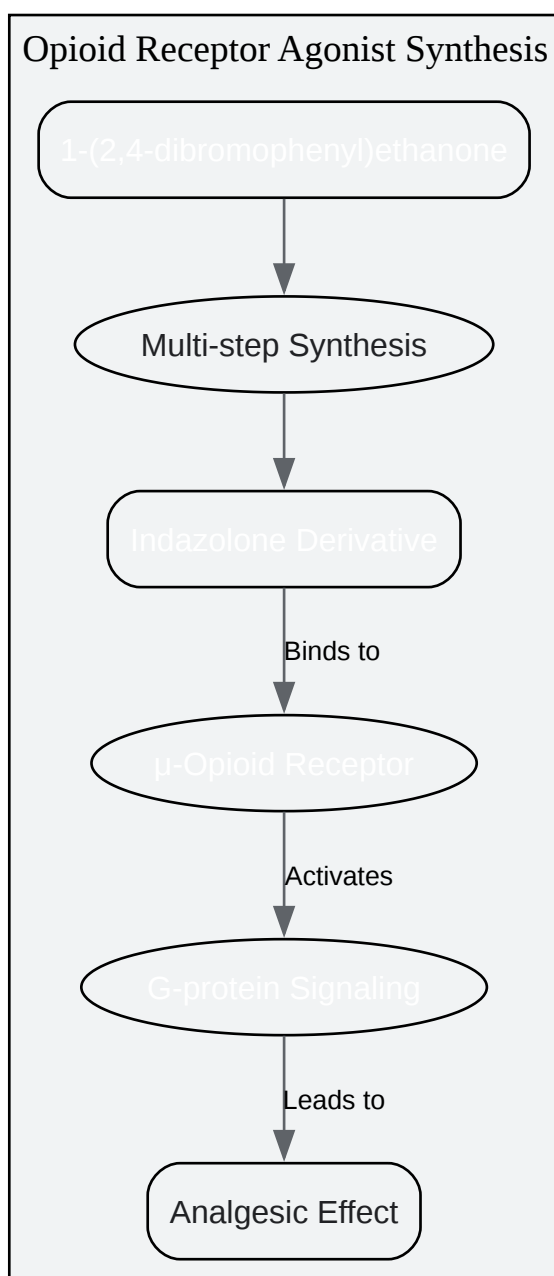 Opioid Receptor Agonist Synthesis
1-(2,4-dibromophenyl)ethanone
Multi-step Synthesis
Indazolone Derivative
Binds to
μ-Opioid Receptor
Activates
G-protein Signaling
Leads to
Analgesic Effect